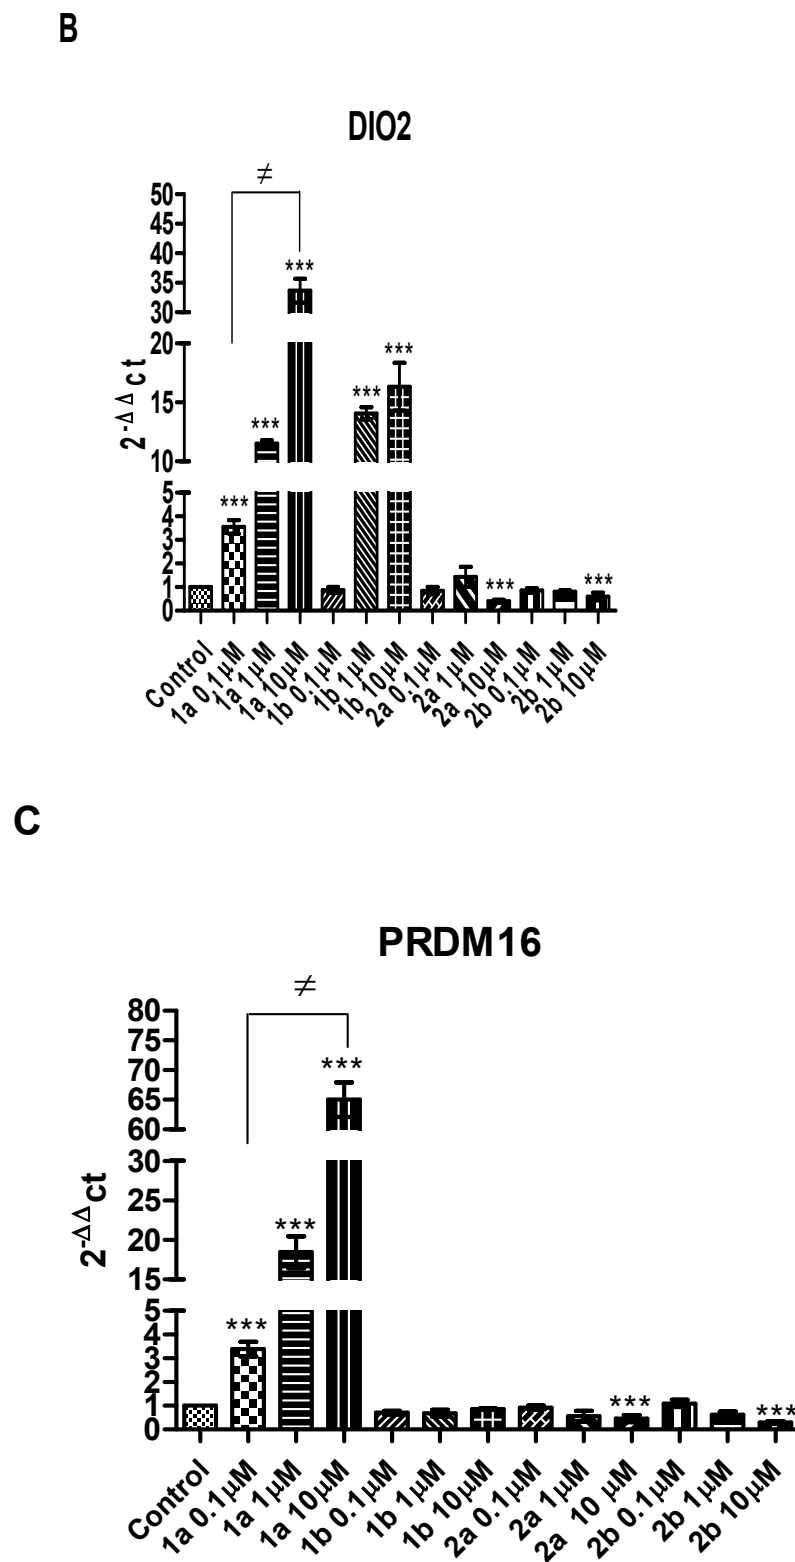 B
DIO2
≠
50
45
40
35
30
20
15
10
5
4
3
2
1
0
2^-ΔΔct
***
***
***
***
***
***
***
Control
1a 0.1µM
1a 1µM
1a 10µM
1b 0.1µM
1b 1µM
1b 10µM
2a 0.1µM
2a 1µM
2a 10µM
2b 0.1µM
2b 1µM
2b 10µM
C
PRDM16
≠
80
75
70
65
60
30
25
20
15
5
4
3
2
1
0
2^-ΔΔct
***
***
***
***
***
Control
1a 0.1µM
1a 1µM
1a 10µM
1b 0.1µM
1b 1µM
1b 10µM
2a 0.1µM
2a 1µM
2a 10 µM
2b 0.1µM
2b 1µM
2b 10µM